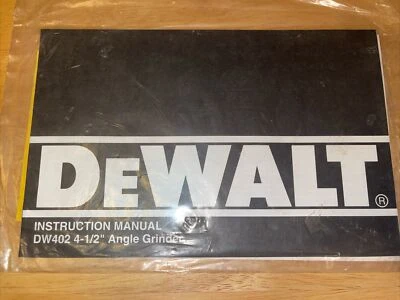 DEWALT®
INSTRUCTION MANUAL
DW402 4-1/2" Angle Grinder